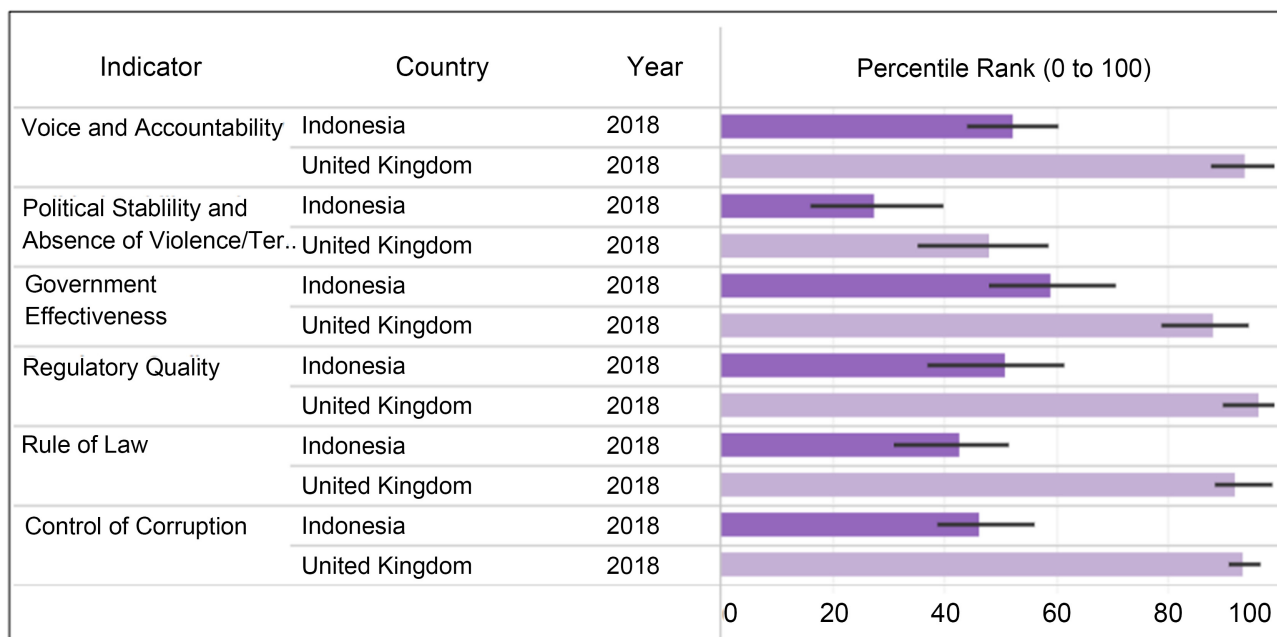 Indicator Country Year Percentile Rank (0 to 100)
Voice and Accountability Indonesia 2018
United Kingdom 2018
Political Stablility and
Absence of Violence/Ter.. Indonesia 2018
United Kingdom 2018
Government
Effectiveness Indonesia 2018
United Kingdom 2018
Regulatory Quality Indonesia 2018
United Kingdom 2018
Rule of Law Indonesia 2018
United Kingdom 2018
Control of Corruption Indonesia 2018
United Kingdom 2018
0 20 40 60 80 100